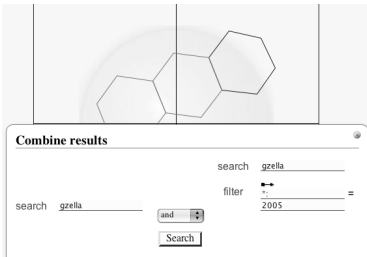 Combine results
search gzella
filter *: =
search gzella and 2005
Search